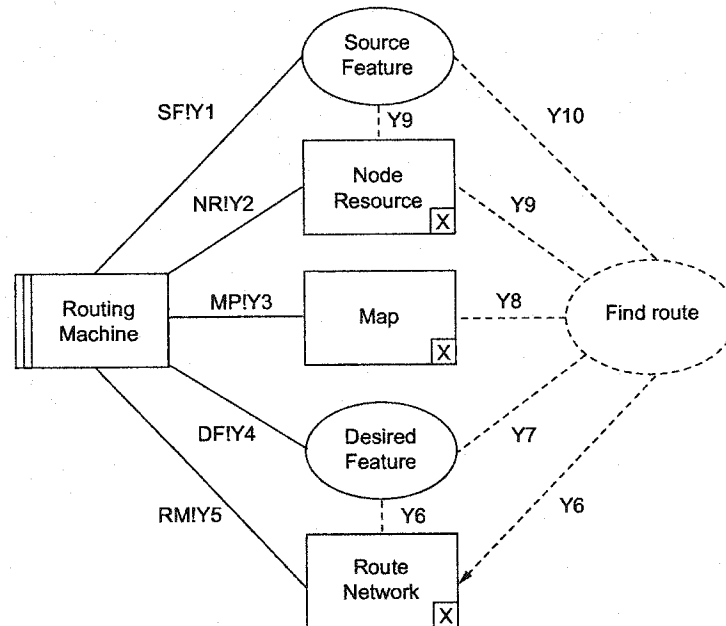 Source
Feature
SF!Y1
Y9
Y10
Node
Resource
X
NR!Y2
Y9
Routing
Machine
MP!Y3
Map
X
Y8
Find route
DF!Y4
Desired
Feature
Y7
RM!Y5
Y6
Y6
Route
Network
X